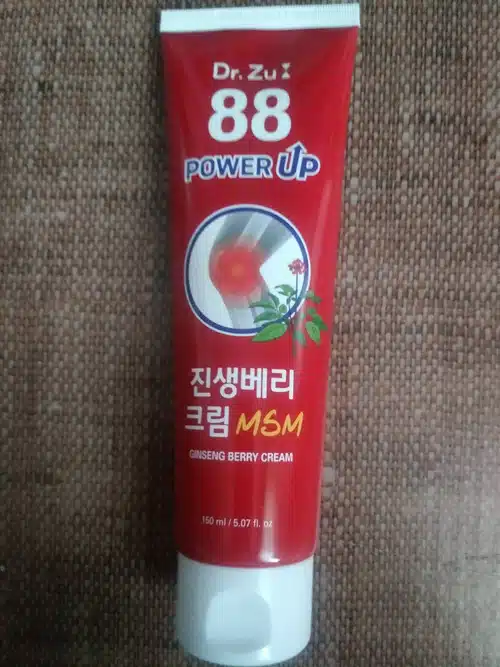 Dr. Zu
88
POWER UP
진생베리
크림 MSM
GINSENG BERRY CREAM
150 ml / 5.07 fl. oz